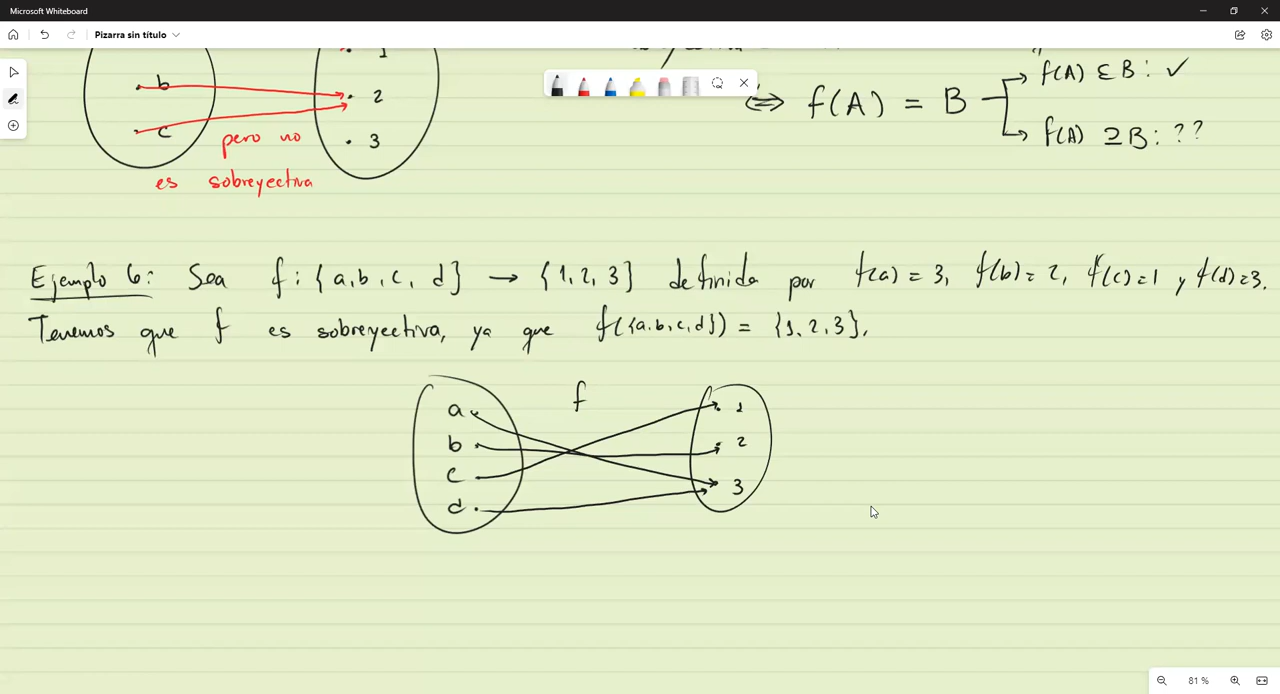 Microsoft Whiteboard
Pizarra sin título
1
b
2
c
3
pero no
es sobreyectiva
f(A) ⊆ B: ✓
⇔ f(A) = B
f(A) ⊇ B: ??
Ejemplo 6: Sea f: {a, b, c, d} → {1, 2, 3} definida por f(a) = 3, f(b) = 2, f(c) = 1 y f(d) = 3.
Tenemos que f es sobreyectiva, ya que f({a, b, c, d}) = {1, 2, 3}.
f
a
1
b
2
c
3
d
81 %